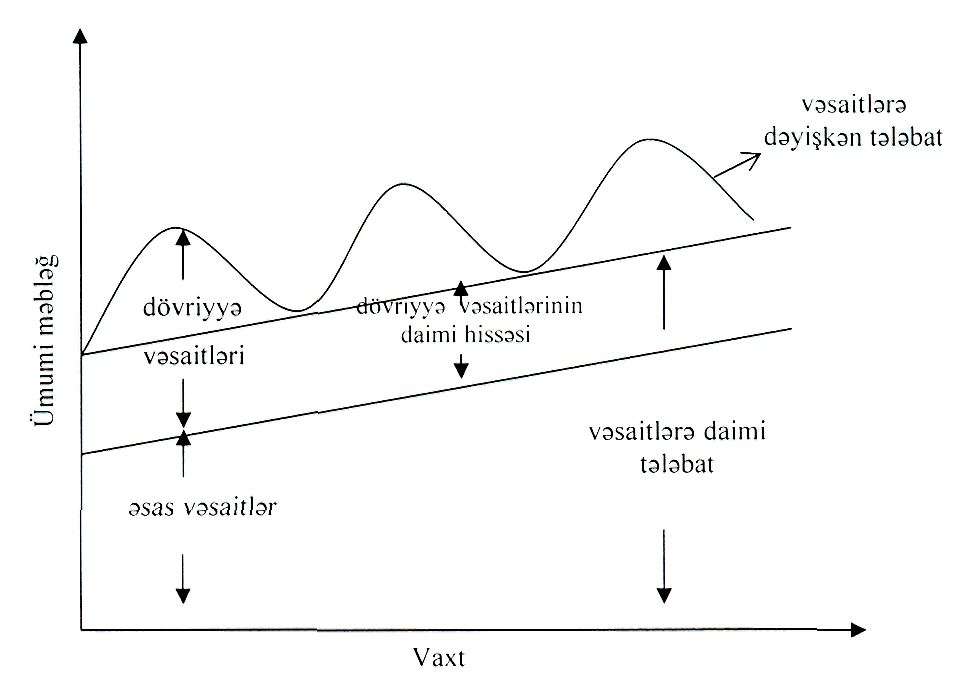 vəsaitlərə
dəyişkən tələbat
Ümumi məbləğ
dövriyyə
vəsaitləri
dövriyyə vəsaitlərinin
daimi hissəsi
vəsaitlərə daimi
tələbat
əsas vəsaitlər
Vaxt